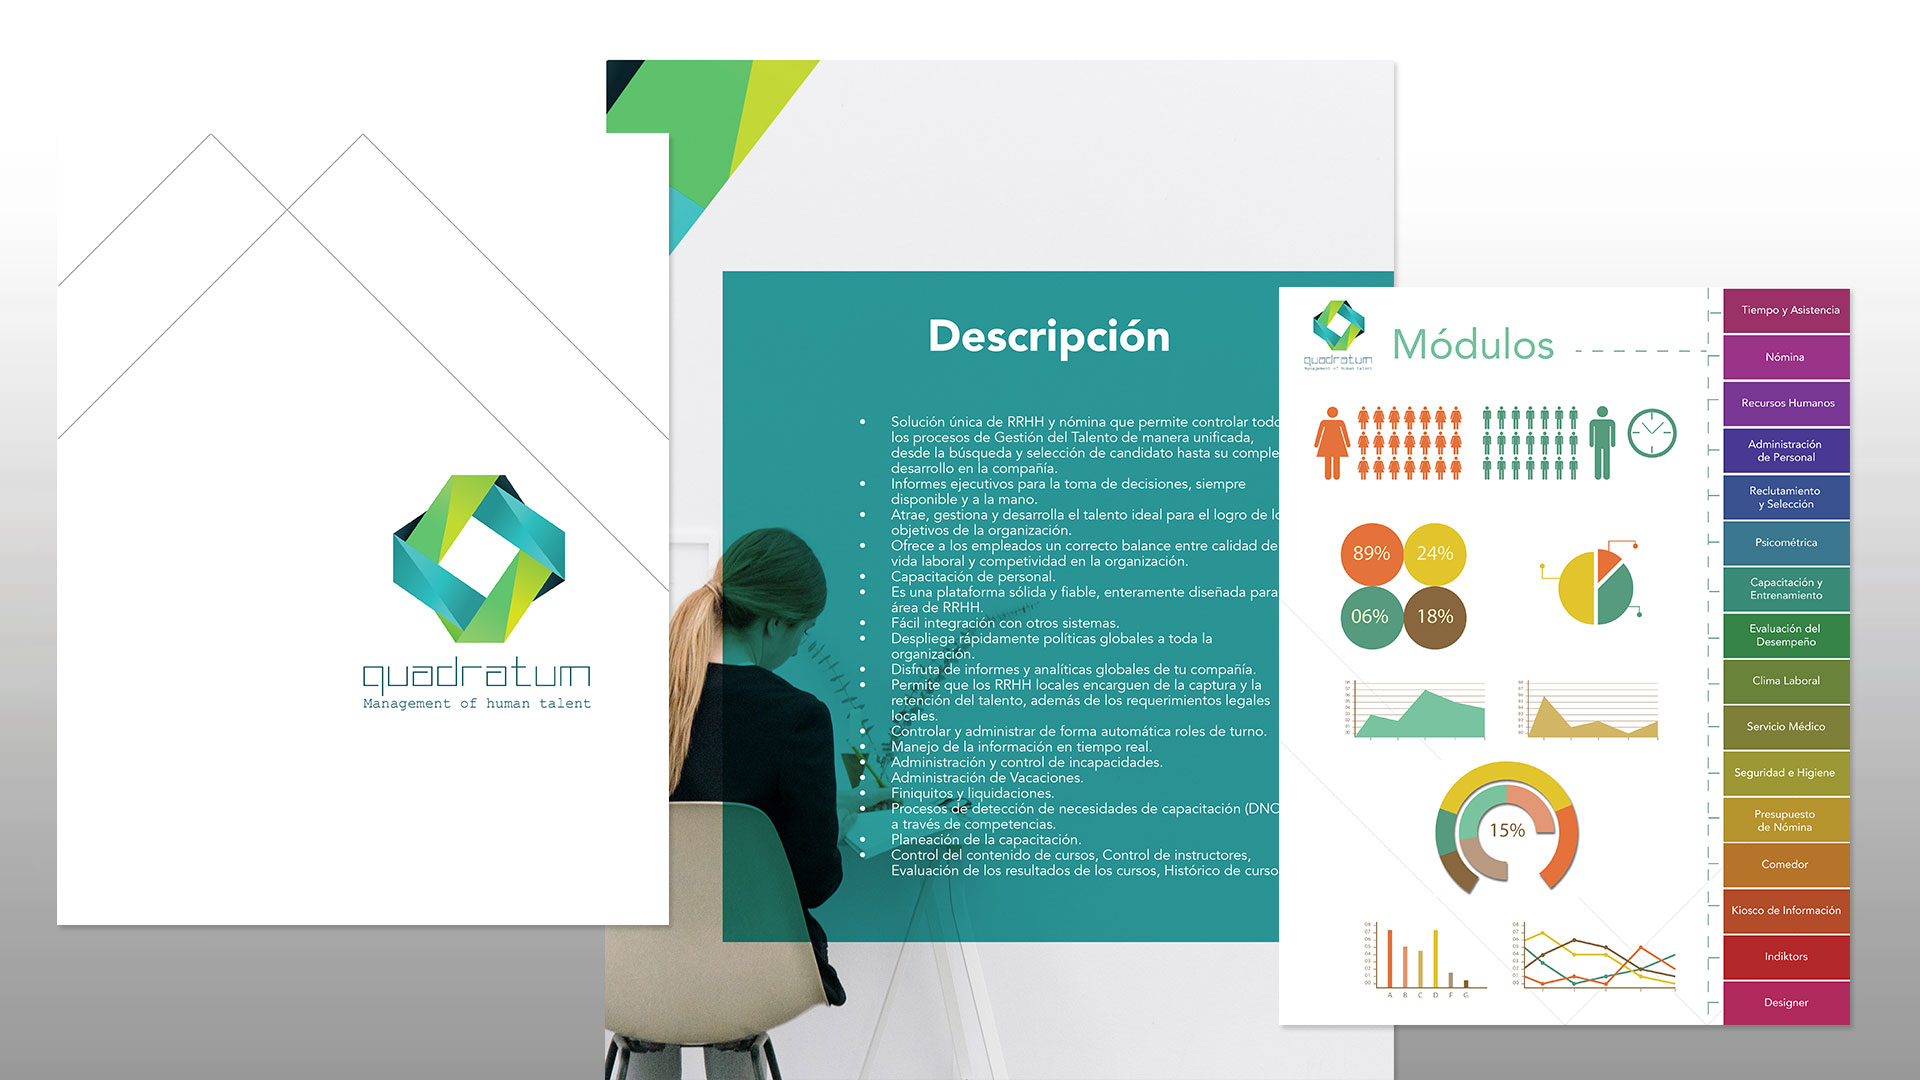 quadratum
Management of human talent
Descripción
• Solución única de RRHH y nómina que permite controlar todo
los procesos de Gestión del Talento de manera unificada,
desde la búsqueda y selección de candidato hasta su comple
desarrollo en la compañía.
• Informes ejecutivos para la toma de decisiones, siempre
disponible y a la mano.
• Atrae, gestiona y desarrolla el talento ideal para el logro de lo
objetivos de la organización.
• Ofrece a los empleados un correcto balance entre calidad de
vida laboral y competividad en la organización.
• Capacitación de personal.
• Es una plataforma sólida y fiable, enteramente diseñada para
área de RRHH.
• Fácil integración con otros sistemas.
• Despliega rápidamente políticas globales a toda la
organización.
• Disfruta de informes y analíticas globales de tu compañía.
• Permite que los RRHH locales encarguen de la captura y la
retención del talento, además de los requerimientos legales
locales.
• Controlar y administrar de forma automática roles de turno.
• Manejo de la información en tiempo real.
• Administración y control de incapacidades.
• Administración de Vacaciones.
• Finiquitos y liquidaciones.
• Procesos de detección de necesidades de capacitación (DNC
a través de competencias.
• Planeación de la capacitación.
• Control del contenido de cursos, Control de instructores,
Evaluación de los resultados de los cursos, Histórico de curso
quadratum
Management of human talent
Módulos
89% 24%
06% 18%
15%
A B C D F G
Tiempo y Asistencia
Nómina
Recursos Humanos
Administración
de Personal
Reclutamiento
y Selección
Psicométrica
Capacitación y
Entrenamiento
Evaluación del
Desempeño
Clima Laboral
Servicio Médico
Seguridad e Higiene
Presupuesto
de Nómina
Comedor
Kiosco de Información
Indiktors
Designer